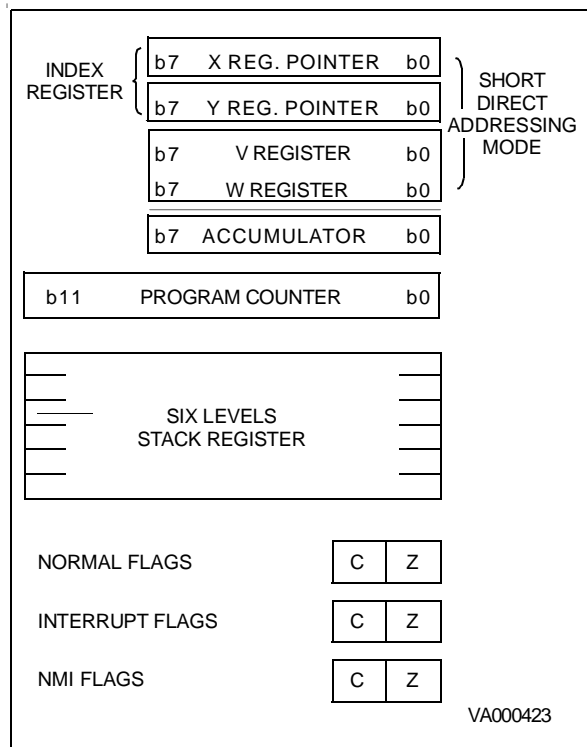 INDEX
REGISTER
b7 X REG. POINTER b0
b7 Y REG. POINTER b0
b7 V REGISTER b0
b7 W REGISTER b0
SHORT
DIRECT
ADDRESSING
MODE
b7 ACCUMULATOR b0
b11 PROGRAM COUNTER b0
SIX LEVELS
STACK REGISTER
NORMAL FLAGS C Z
INTERRUPT FLAGS C Z
NMI FLAGS C Z
VA000423